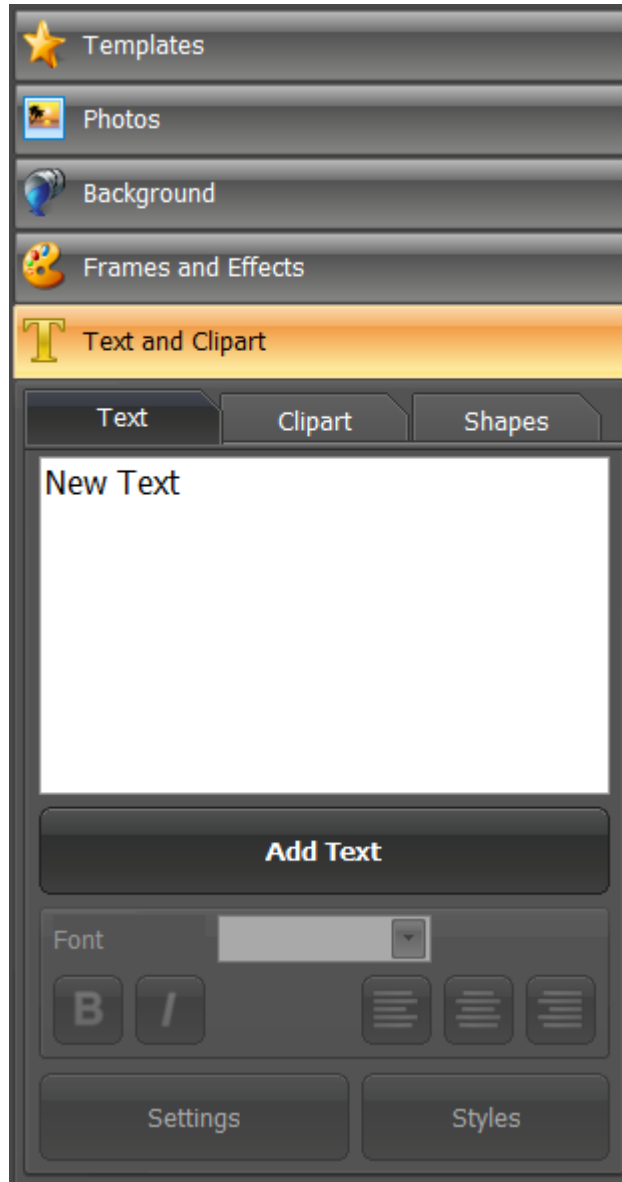 Templates
Photos
Background
Frames and Effects
Text and Clipart
Text Clipart Shapes
New Text
Add Text
Font
B I
Settings Styles